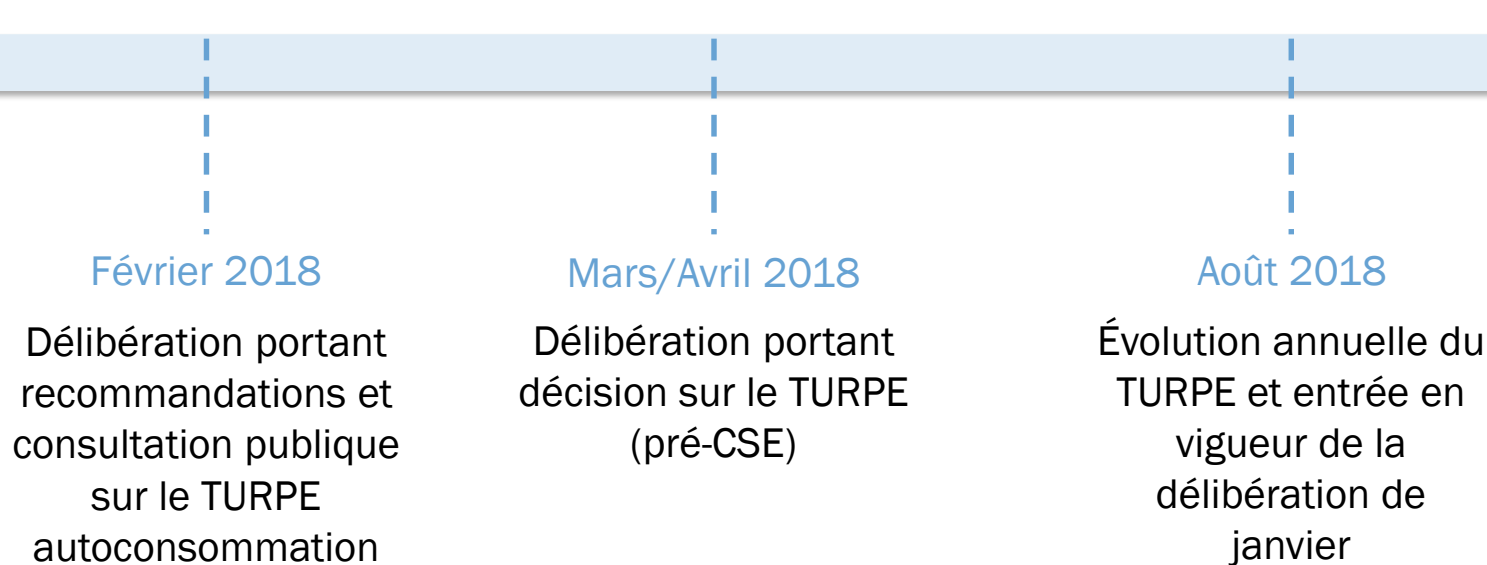 Février 2018
Délibération portant
recommandations et
consultation publique
sur le TURPE
autoconsommation
Mars/Avril 2018
Délibération portant
décision sur le TURPE
(pré-CSE)
Août 2018
Évolution annuelle du
TURPE et entrée en
vigueur de la
délibération de
janvier